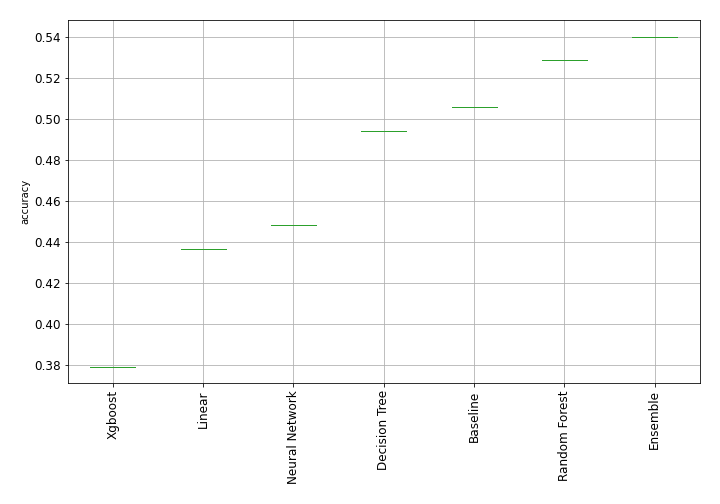 0.54
0.52
0.50
0.48
0.46
0.44
0.42
0.40
0.38
accuracy
Xgboost
Linear
Neural Network
Decision Tree
Baseline
Random Forest
Ensemble